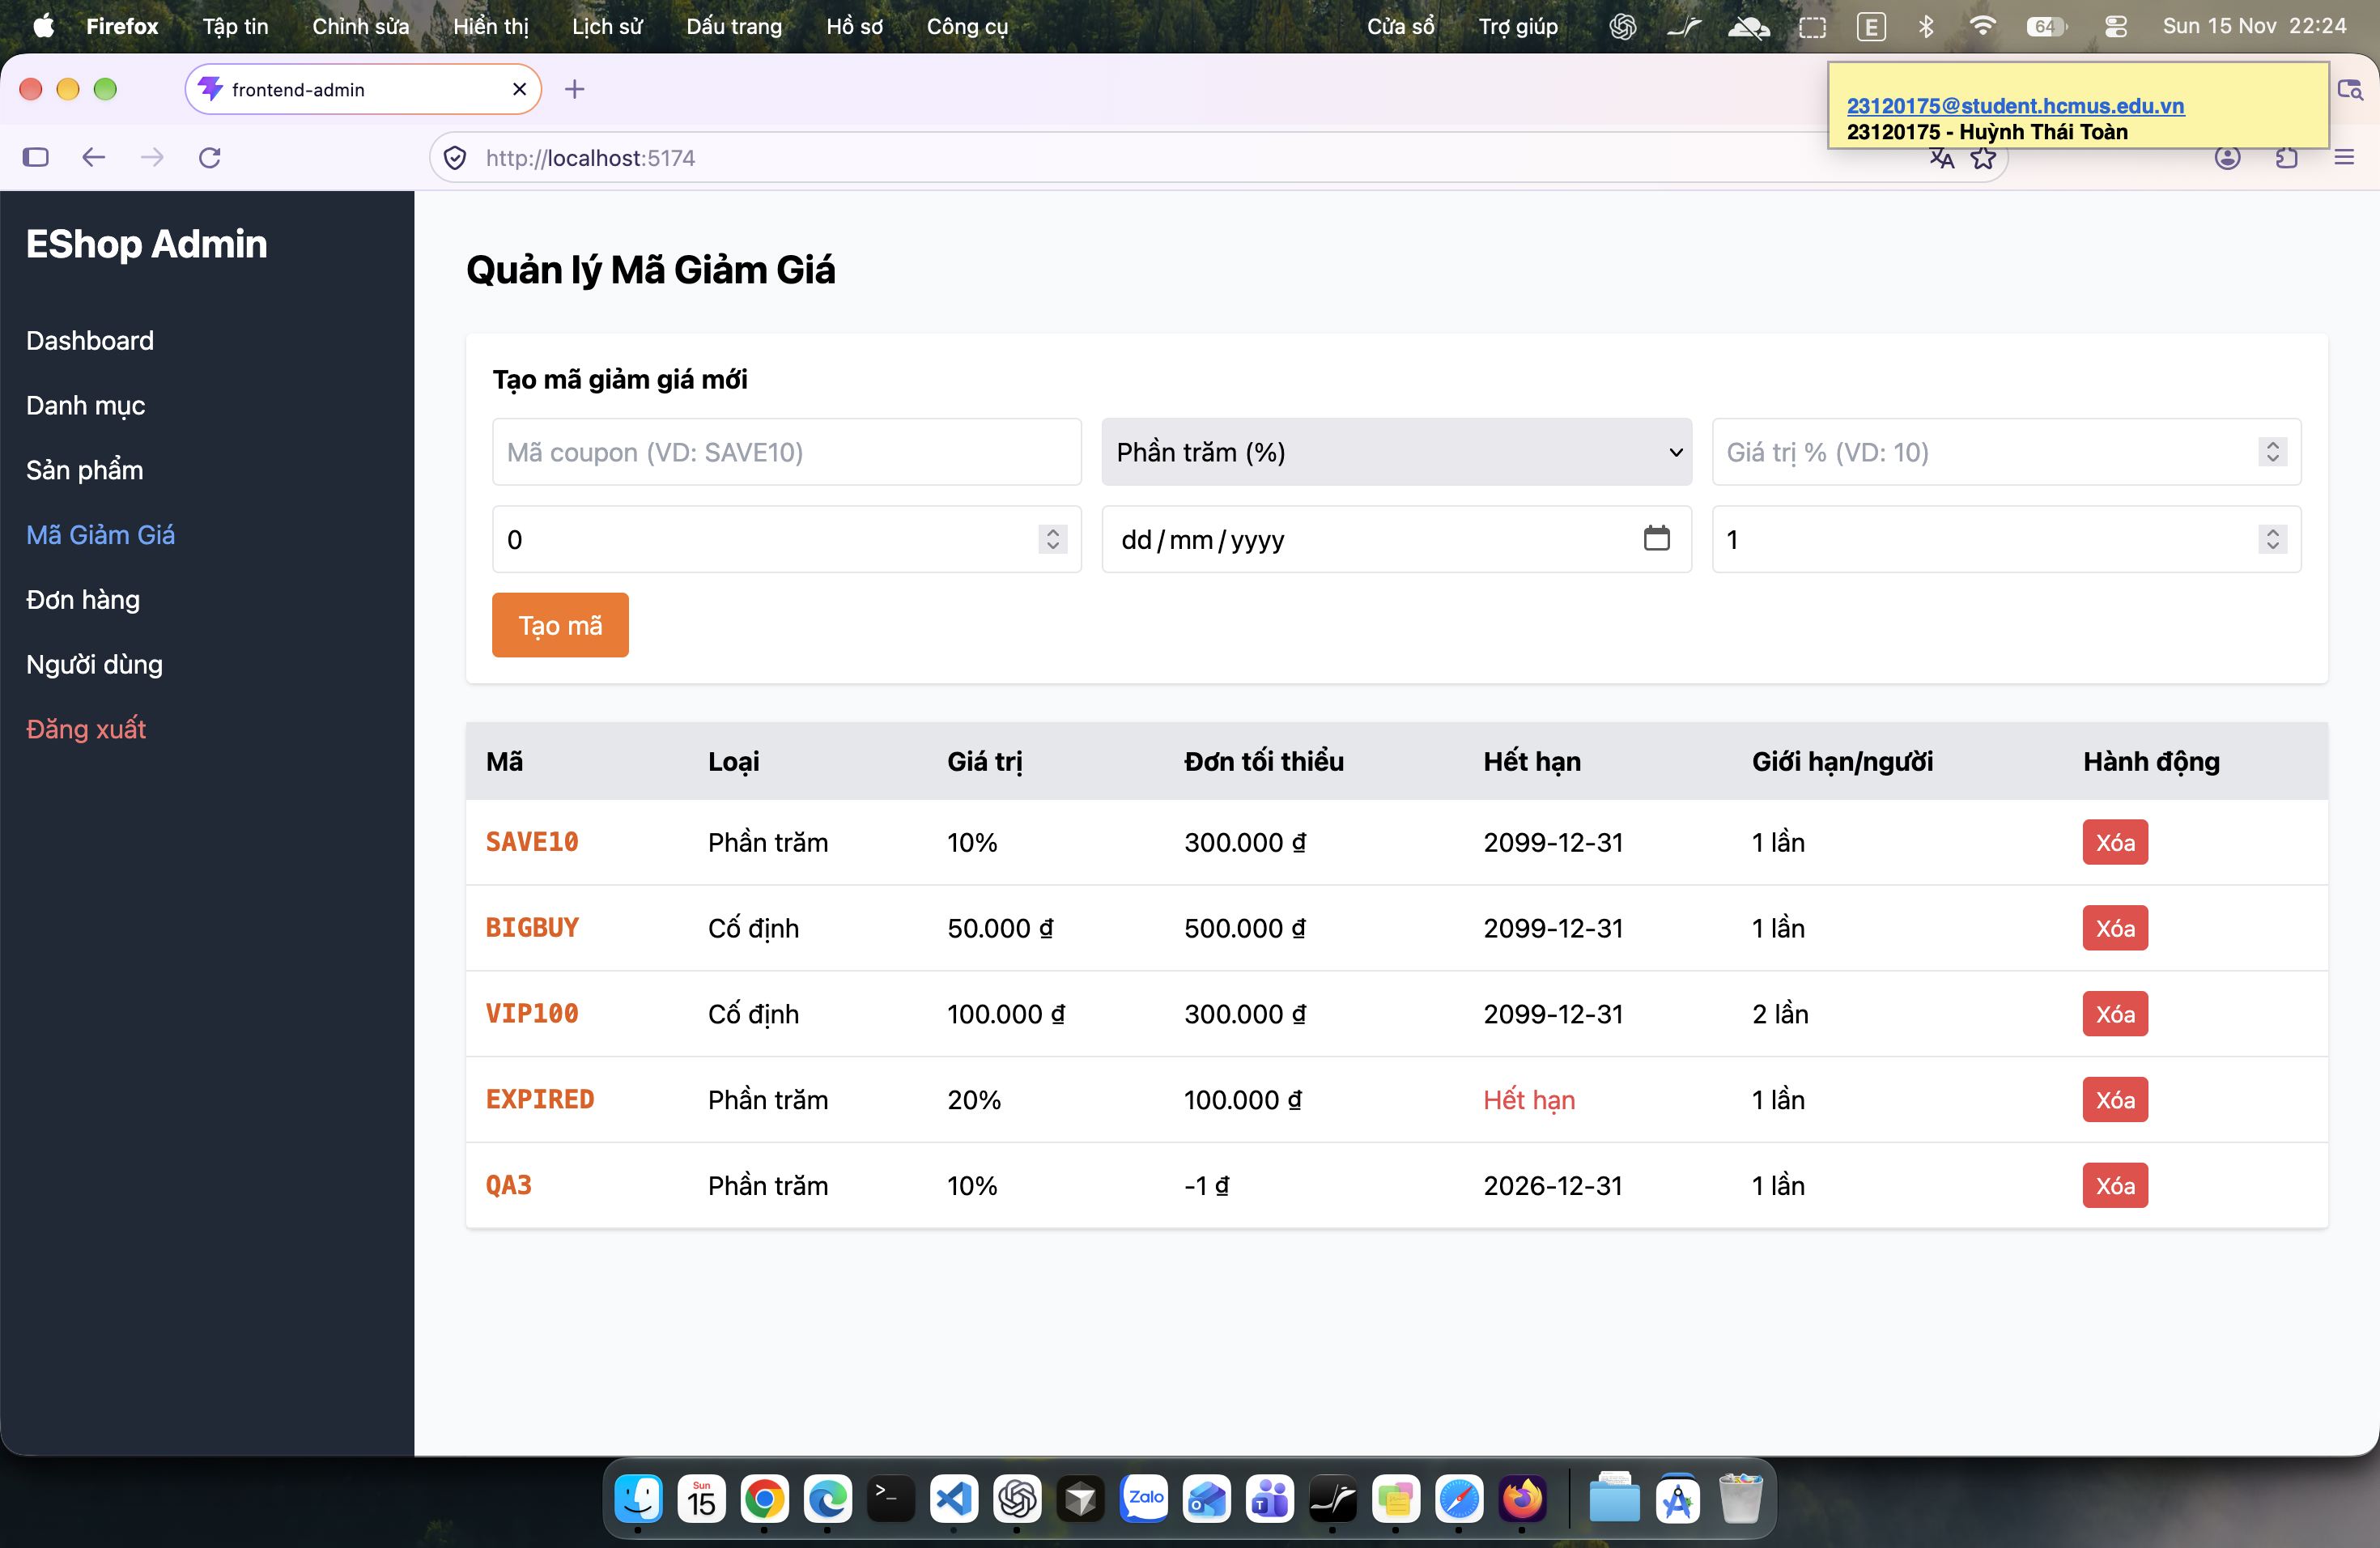 Firefox Tập tin Chỉnh sửa Hiển thị Lịch sử Dấu trang Hồ sơ Công cụ Cửa sổ Trợ giúp E 64 Sun 15 Nov 22:24
frontend-admin
23120175@student.hcmus.edu.vn
23120175 - Huỳnh Thái Toàn
http://localhost:5174
EShop Admin
Dashboard
Danh mục
Sản phẩm
Mã Giảm Giá
Đơn hàng
Người dùng
Đăng xuất
Quản lý Mã Giảm Giá
Tạo mã giảm giá mới
Mã coupon (VD: SAVE10) Phần trăm (%) Giá trị % (VD: 10)
0 dd/mm/yyyy 1
Tạo mã
Mã Loại Giá trị Đơn tối thiểu Hết hạn Giới hạn/người Hành động
SAVE10 Phần trăm 10% 300.000 ₫ 2099-12-31 1 lần Xóa
BIGBUY Cố định 50.000 ₫ 500.000 ₫ 2099-12-31 1 lần Xóa
VIP100 Cố định 100.000 ₫ 300.000 ₫ 2099-12-31 2 lần Xóa
EXPIRED Phần trăm 20% 100.000 ₫ Hết hạn 1 lần Xóa
QA3 Phần trăm 10% -1 ₫ 2026-12-31 1 lần Xóa
Sun
15
Zalo